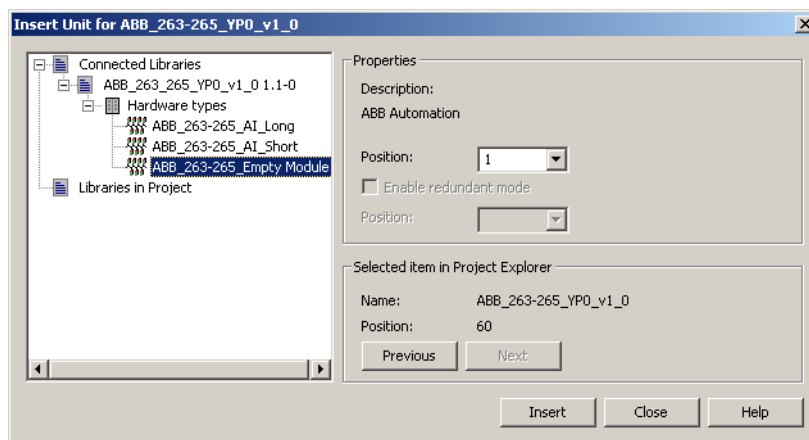 Insert Unit for ABB_263-265_YP0_v1_0
Connected Libraries
ABB_263_265_YP0_v1_0 1.1-0
Hardware types
ABB_263-265_AI_Long
ABB_263-265_AI_Short
ABB_263-265_Empty Module
Libraries in Project
Properties
Description:
ABB Automation
Position: 1
Enable redundant mode
Position:
Selected item in Project Explorer
Name: ABB_263-265_YP0_v1_0
Position: 60
Previous Next
Insert Close Help